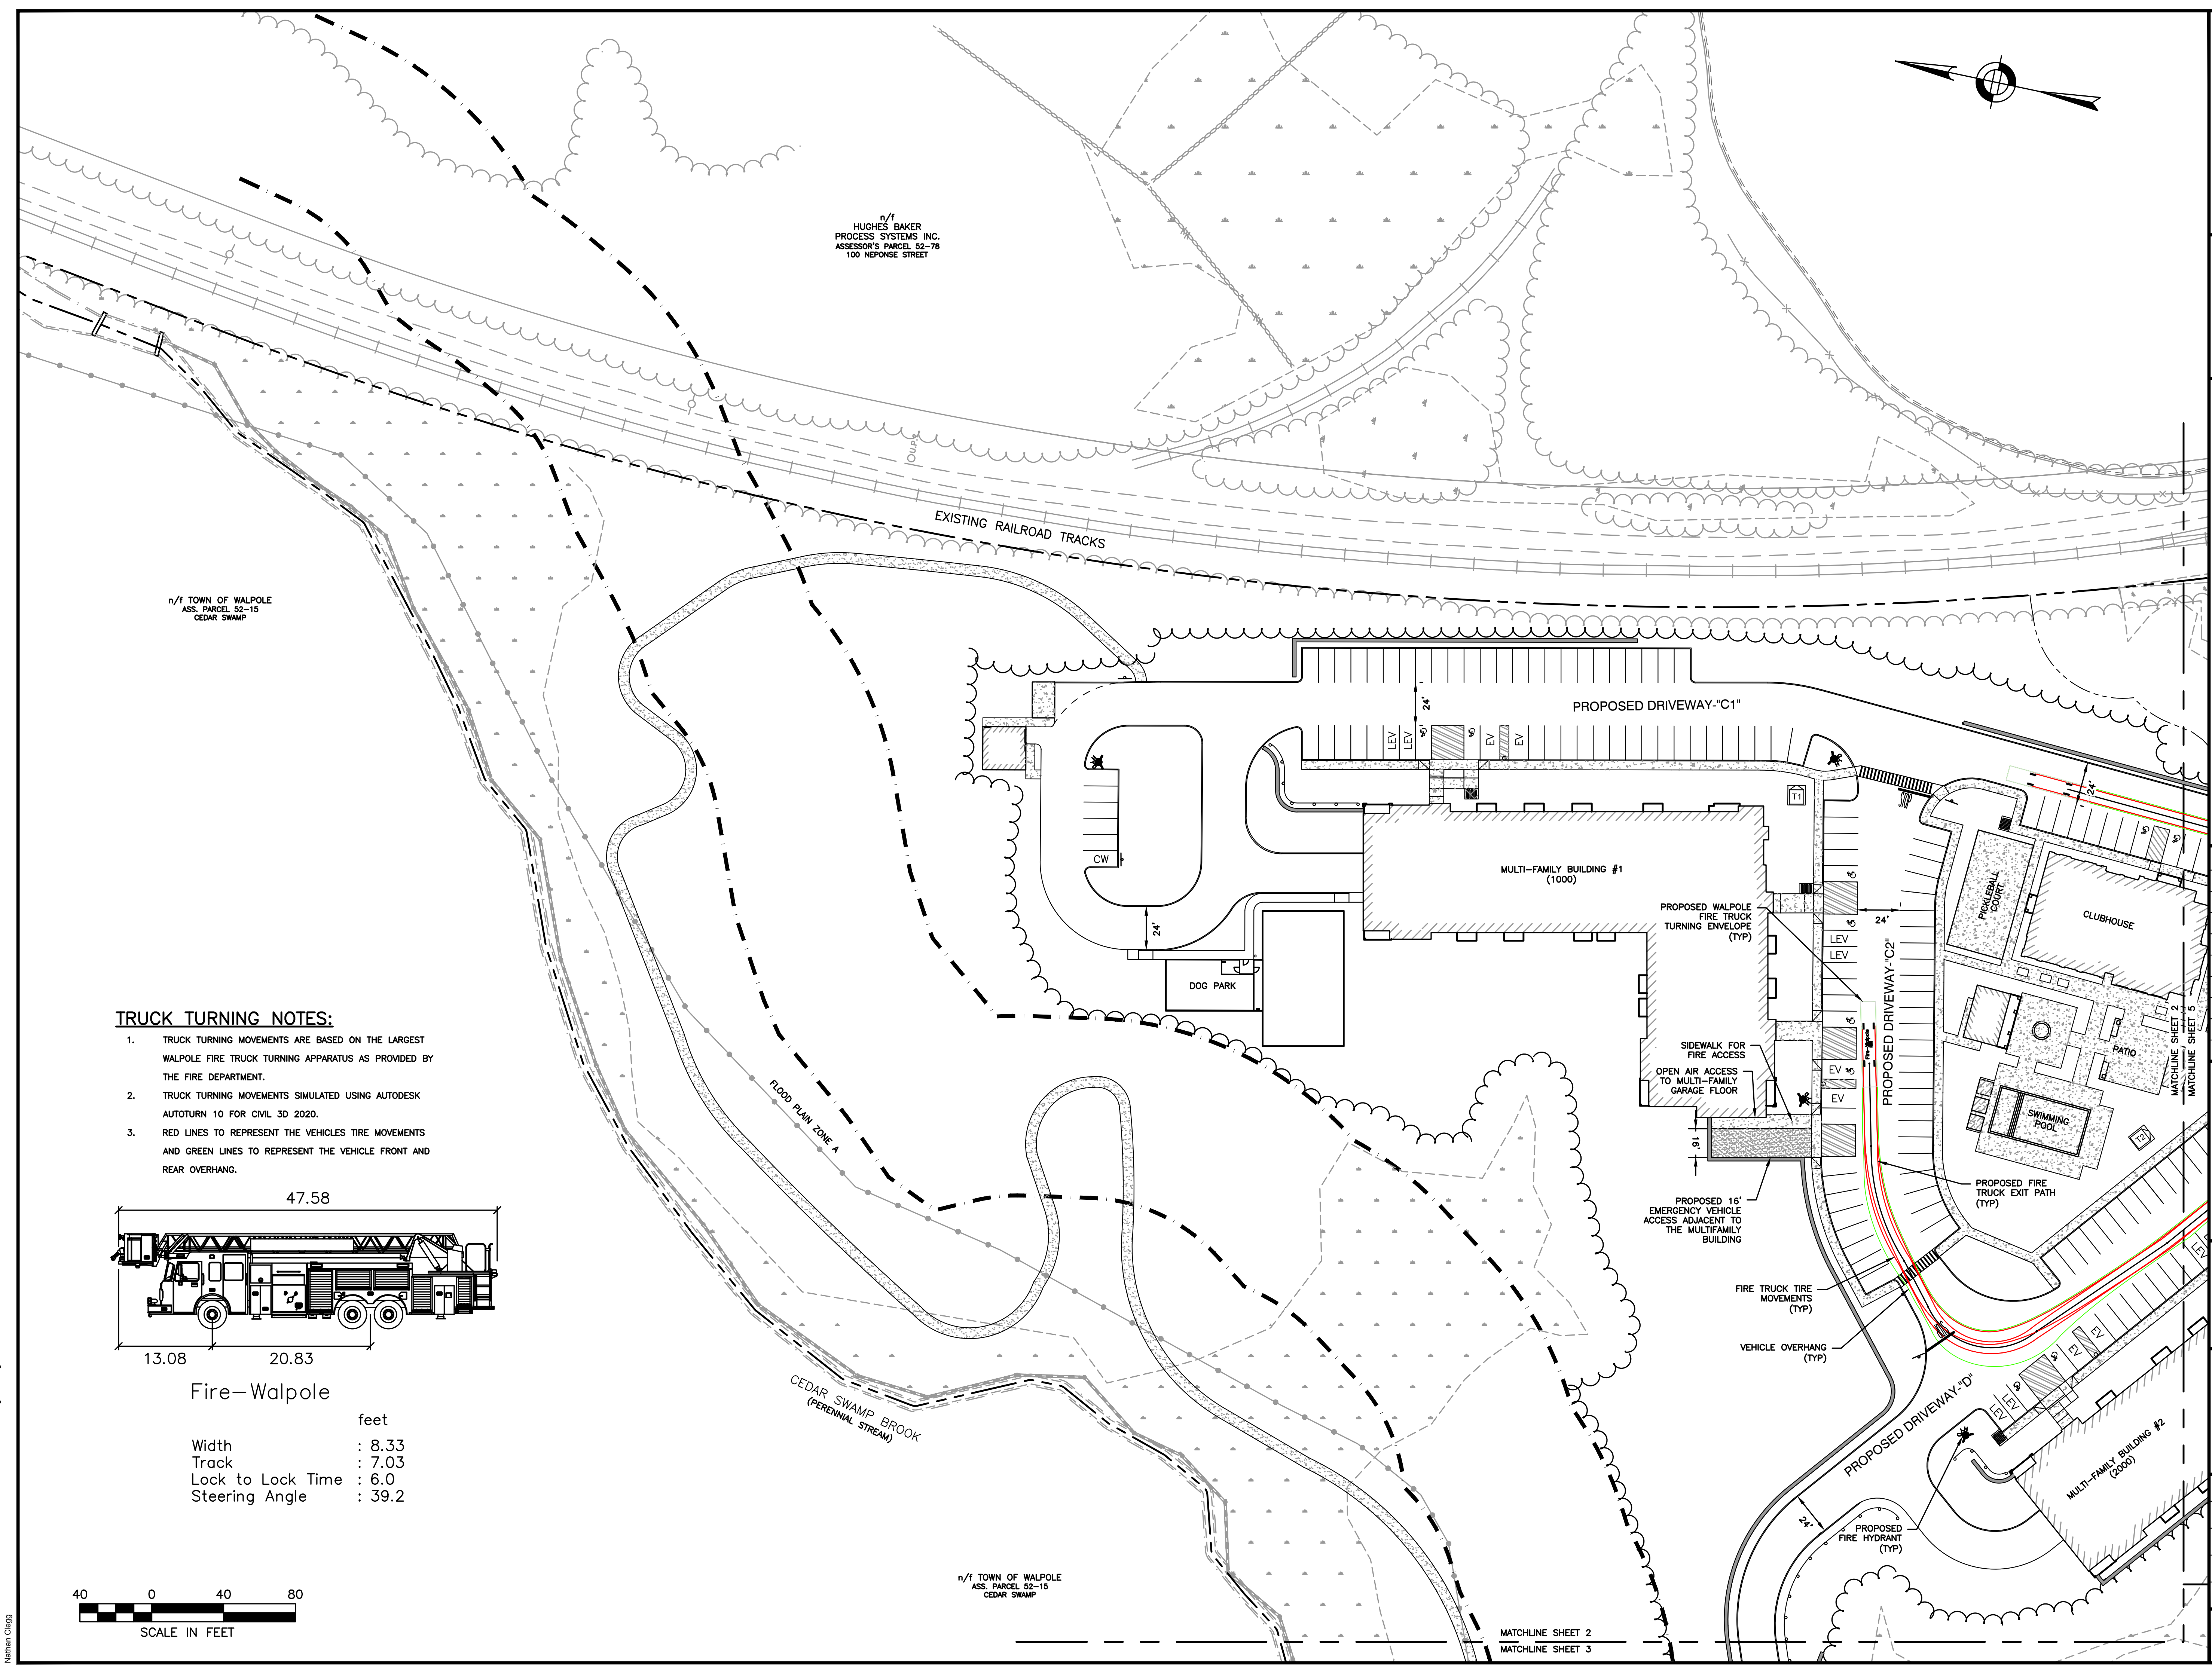 n/f
HUGHES BAKER
PROCESS SYSTEMS INC.
ASSESSOR'S PARCEL 52-78
100 NEPONSE STREET
U.P.
EXISTING RAILROAD TRACKS
n/f TOWN OF WALPOLE
ASS. PARCEL 52-15
CEDAR SWAMP
24'
PROPOSED DRIVEWAY-"C1"
LEV
LEV
EV
EV
T1
24'
CW
24'
DOG PARK
MULTI-FAMILY BUILDING #1
(1000)
PROPOSED WALPOLE
FIRE TRUCK
TURNING ENVELOPE
(TYP)
24'
LEV
LEV
PROPOSED DRIVEWAY-"C2"
PICKLEBALL
COURT
CLUBHOUSE
PATIO
SWIMMING
POOL
T2
MATCHLINE SHEET 2
MATCHLINE SHEET 5
SIDEWALK FOR
FIRE ACCESS
OPEN AIR ACCESS
TO MULTI-FAMILY
GARAGE FLOOR
EV
EV
Fire-Walpole
16'
PROPOSED 16'
EMERGENCY VEHICLE
ACCESS ADJACENT TO
THE MULTIFAMILY
BUILDING
PROPOSED FIRE
TRUCK EXIT PATH
(TYP)
FIRE TRUCK TIRE
MOVEMENTS
(TYP)
VEHICLE OVERHANG
(TYP)
LEV
LEV
EV
EV
LEV
LEV
PROPOSED DRIVEWAY-"D"
MULTI-FAMILY BUILDING #2
(2000)
24'
PROPOSED
FIRE HYDRANT
(TYP)
TRUCK TURNING NOTES:
1. TRUCK TURNING MOVEMENTS ARE BASED ON THE LARGEST
WALPOLE FIRE TRUCK TURNING APPARATUS AS PROVIDED BY
THE FIRE DEPARTMENT.
2. TRUCK TURNING MOVEMENTS SIMULATED USING AUTODESK
AUTOTURN 10 FOR CIVIL 3D 2020.
3. RED LINES TO REPRESENT THE VEHICLES TIRE MOVEMENTS
AND GREEN LINES TO REPRESENT THE VEHICLE FRONT AND
REAR OVERHANG.
47.58
13.08
20.83
Fire-Walpole
feet
Width : 8.33
Track : 7.03
Lock to Lock Time : 6.0
Steering Angle : 39.2
FLOOD PLAIN ZONE A
CEDAR SWAMP BROOK
(PERENNIAL STREAM)
n/f TOWN OF WALPOLE
ASS. PARCEL 52-15
CEDAR SWAMP
40 0 40 80
SCALE IN FEET
MATCHLINE SHEET 2
MATCHLINE SHEET 3
Nathan Clegg